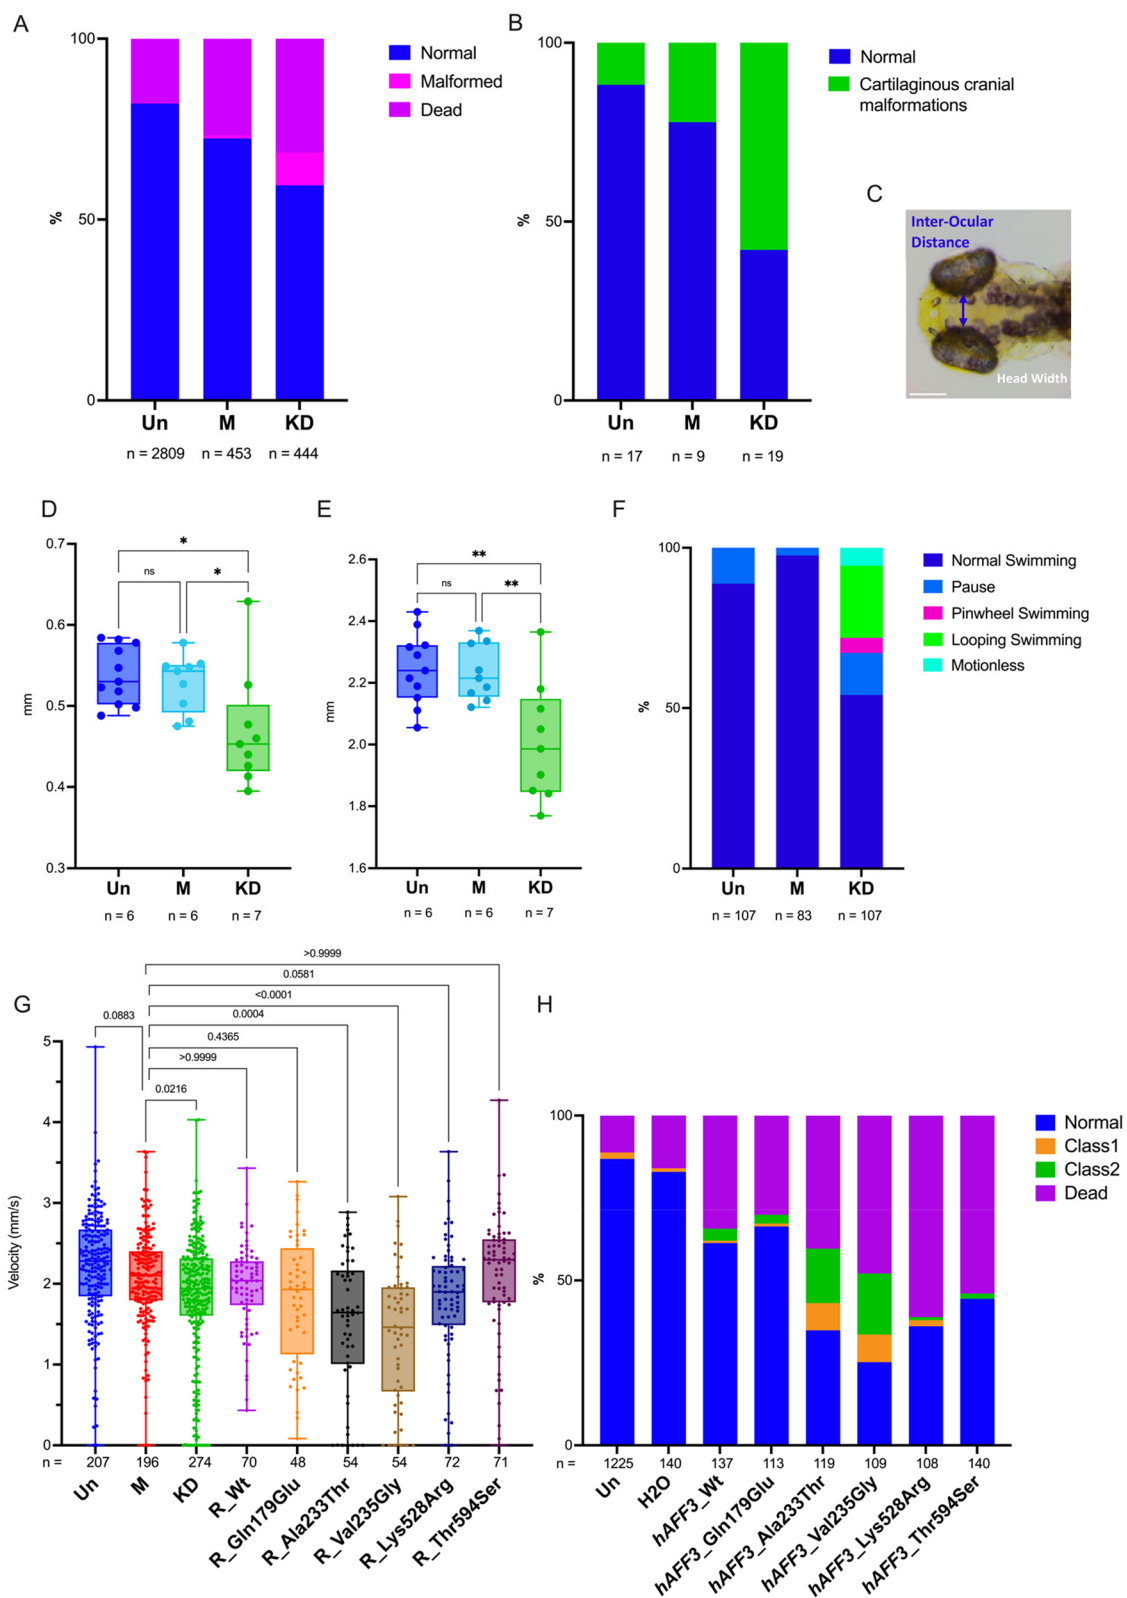 A
100
50
0
%
Un
M
KD
n = 2809
n = 453
n = 444
Normal
Malformed
Dead
B
100
50
0
%
Un
M
KD
n = 17
n = 9
n = 19
Normal
Cartilaginous cranial
malformations
C
Inter-Ocular
Distance
Head Width
D
0.7
0.6
0.5
0.4
0.3
mm
*
ns
*
Un
M
KD
n = 6
n = 6
n = 7
E
2.6
2.4
2.2
2.0
1.8
1.6
mm
**
ns
**
Un
M
KD
n = 6
n = 6
n = 7
F
100
50
0
%
Un
M
KD
n = 107
n = 83
n = 107
Normal Swimming
Pause
Pinwheel Swimming
Looping Swimming
Motionless
G
>0.9999
0.0581
<0.0001
0.0004
0.4365
>0.9999
0.0883
0.0216
5
4
3
2
1
0
Velocity (mm/s)
n = 207 196 274 70 48 54 54 72 71
Un
M
KD
R_Wt
R_Gln179Glu
R_Ala233Thr
R_Val235Gly
R_Lys528Arg
R_Thr594Ser
H
100
50
0
%
n = 1225 140 137 113 119 109 108 140
Un
H2O
hAFF3_Wt
hAFF3_Gln179Glu
hAFF3_Ala233Thr
hAFF3_Val235Gly
hAFF3_Lys528Arg
hAFF3_Thr594Ser
Normal
Class1
Class2
Dead